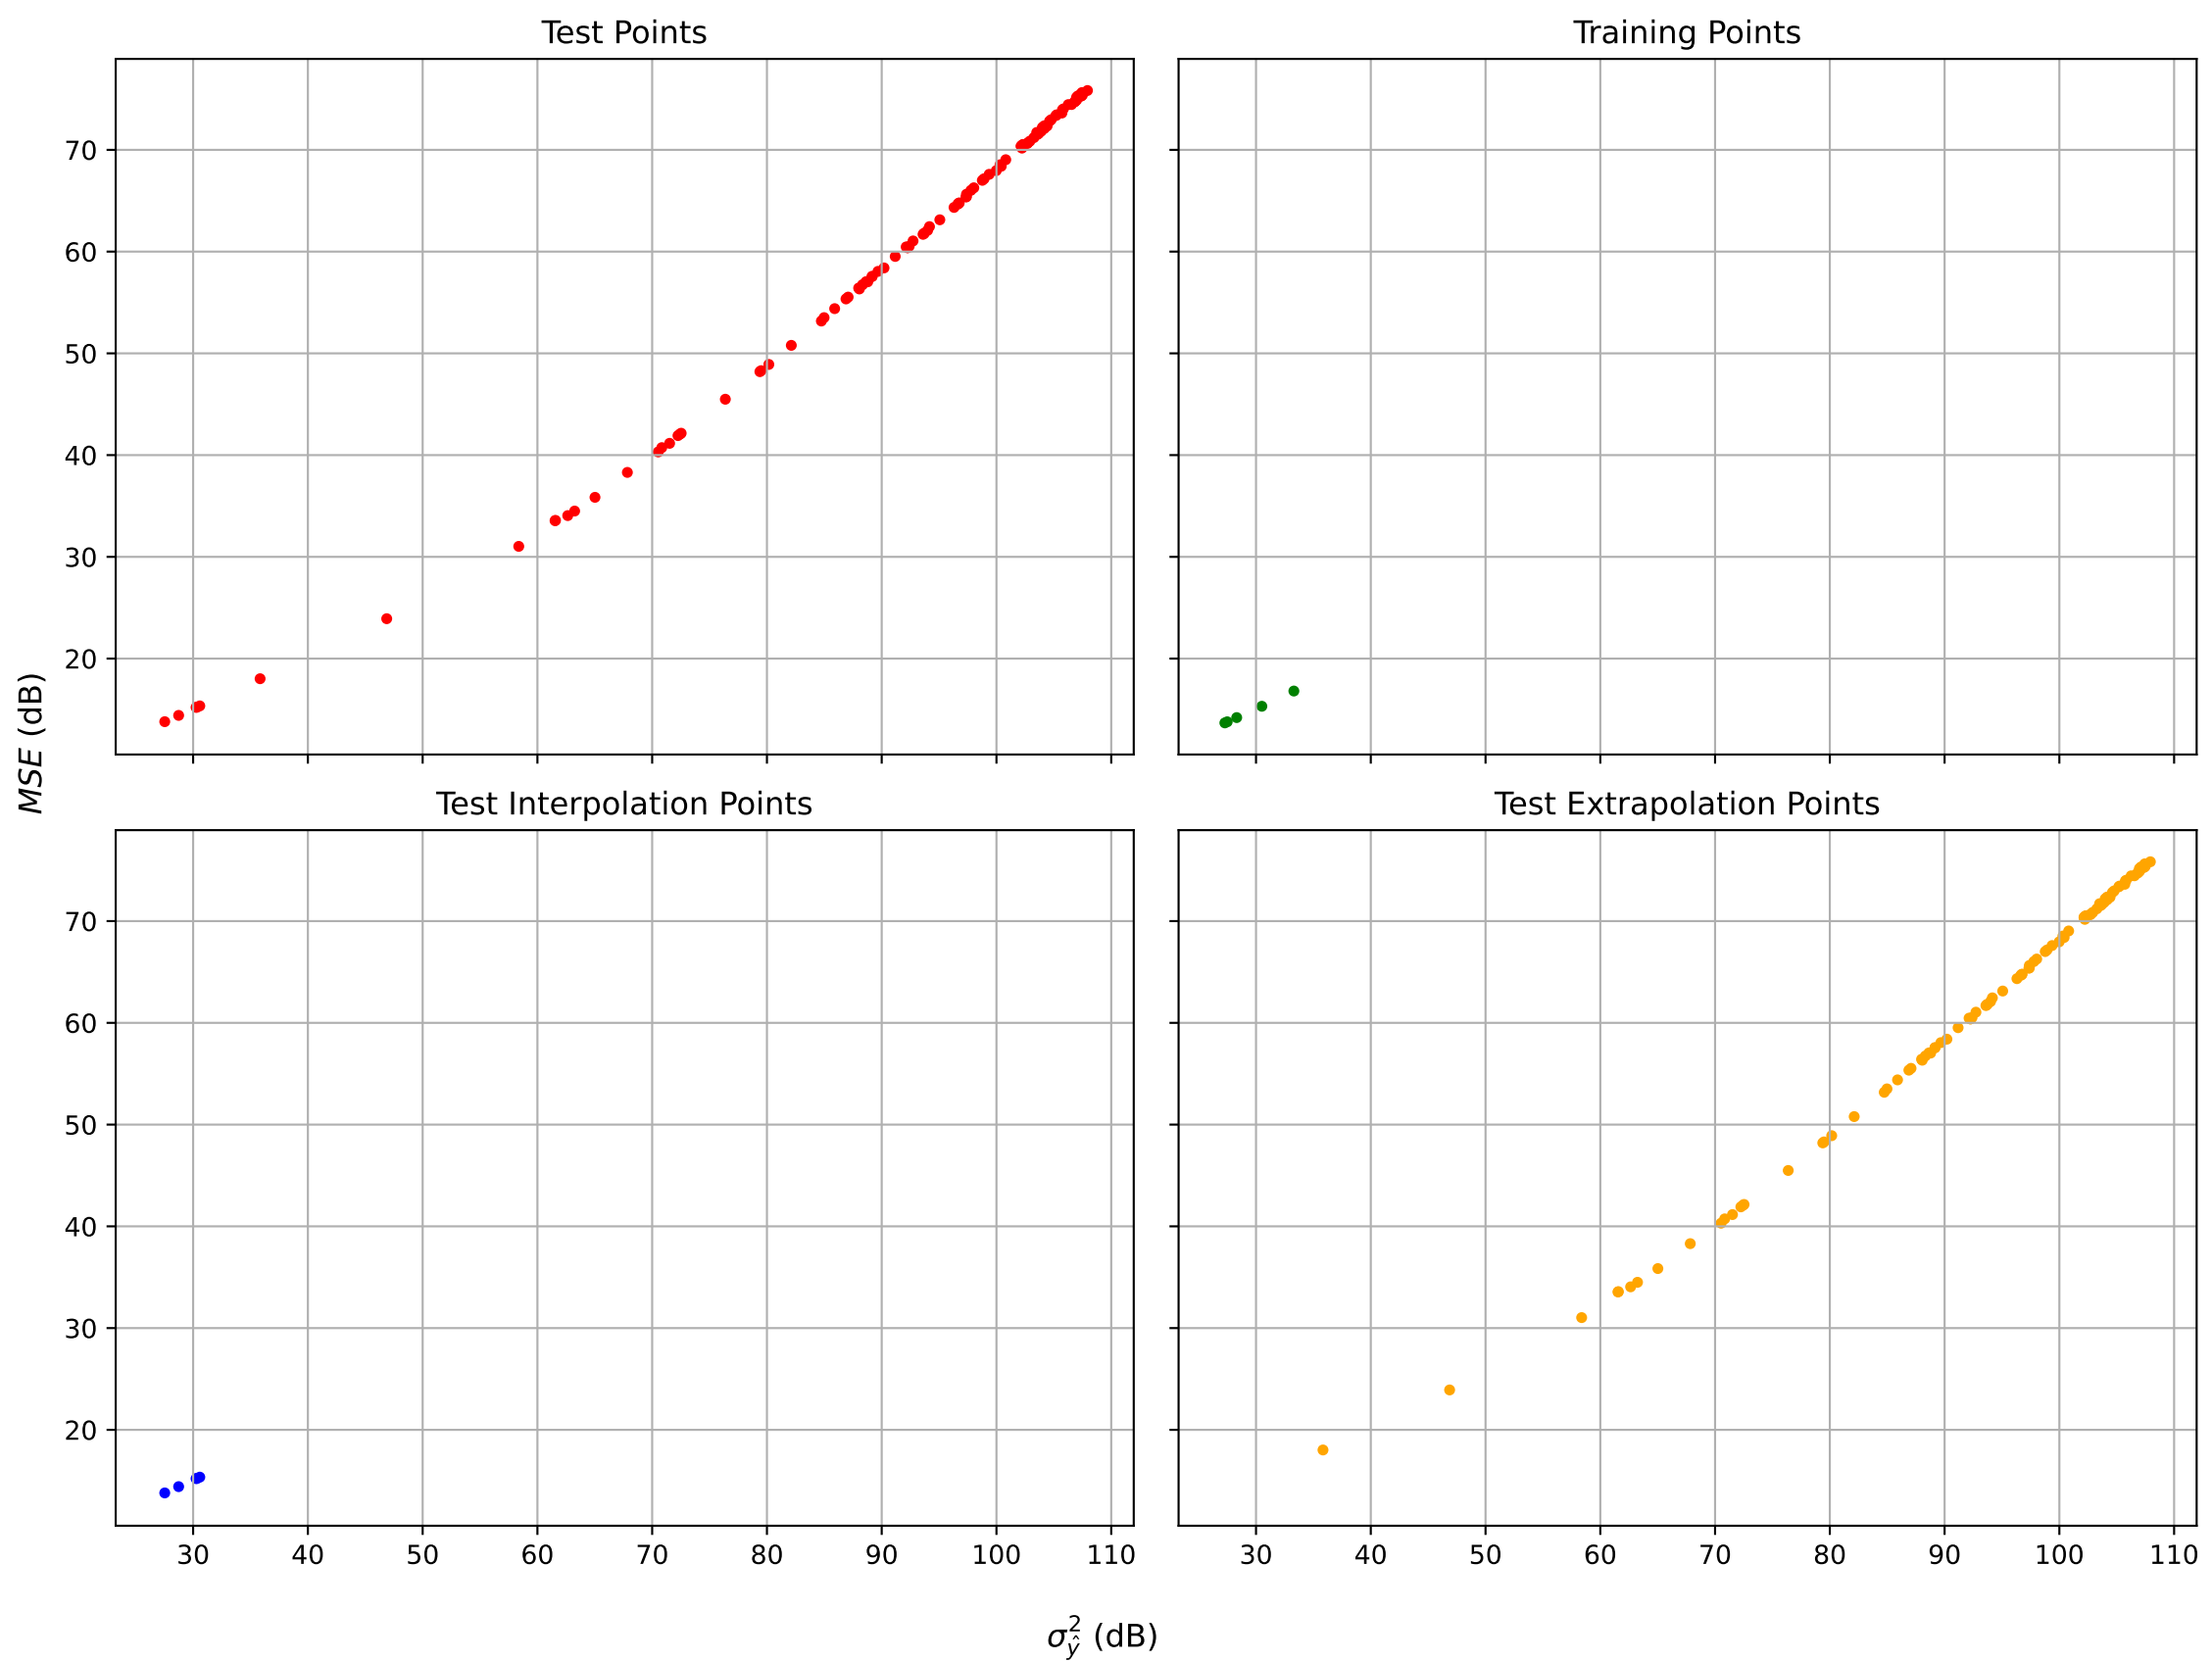 Test Points
Training Points
70
60
50
40
30
20
MSE (dB)
Test Interpolation Points
Test Extrapolation Points
70
60
50
40
30
20
30 40 50 60 70 80 90 100 110
30 40 50 60 70 80 90 100 110
σ²_ŷ (dB)